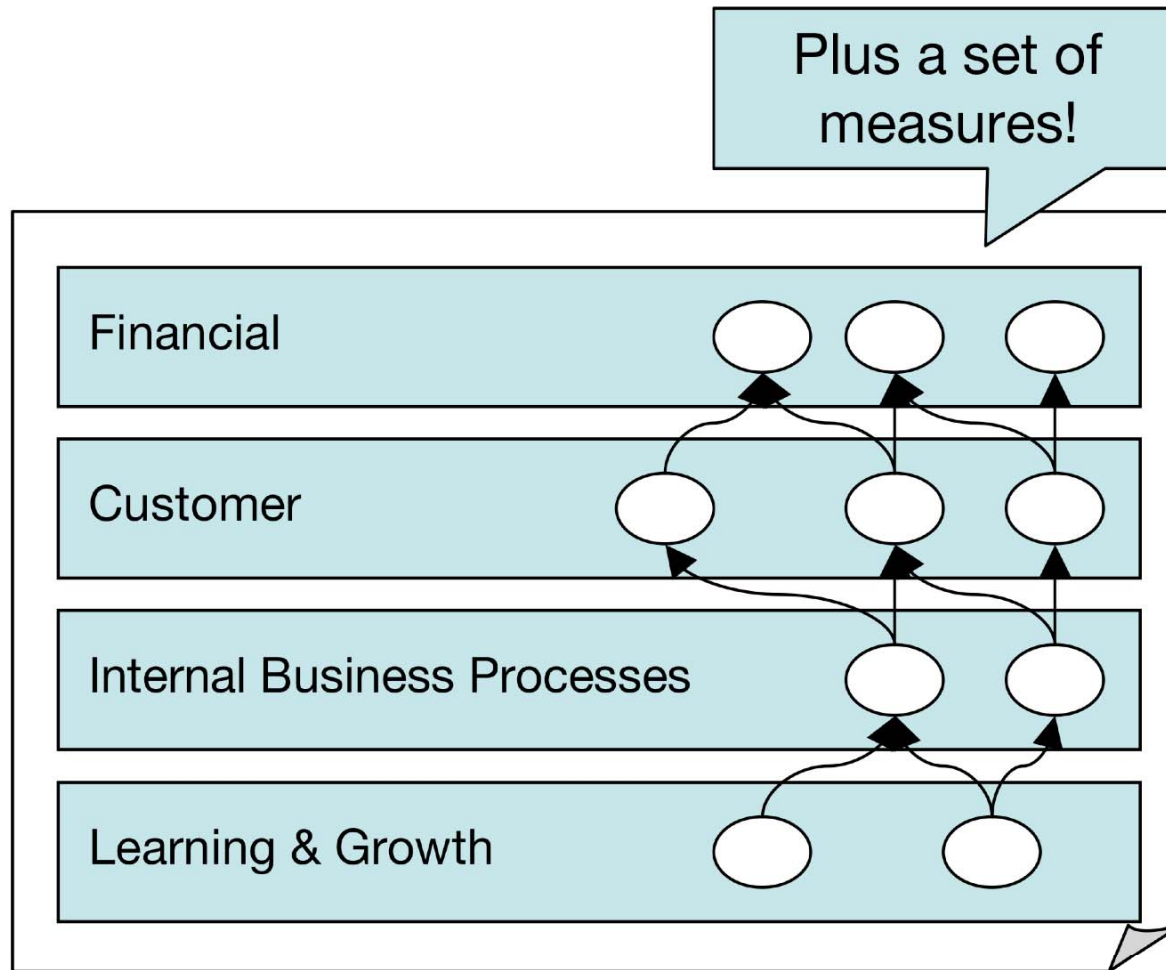 Plus a set of
measures!
Financial
Customer
Internal Business Processes
Learning & Growth